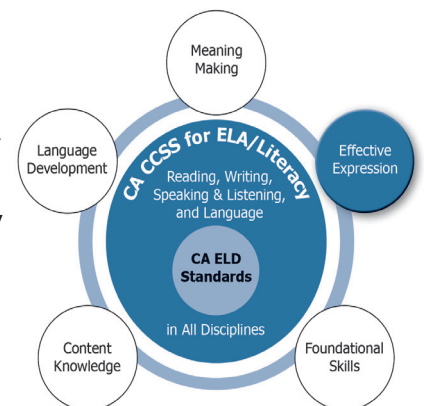 Meaning
Making
Language
Development
Effective
Expression
CA CCSS for ELA/Literacy
Reading, Writing,
Speaking & Listening,
and Language
CA ELD
Standards
in All Disciplines
Content
Knowledge
Foundational
Skills